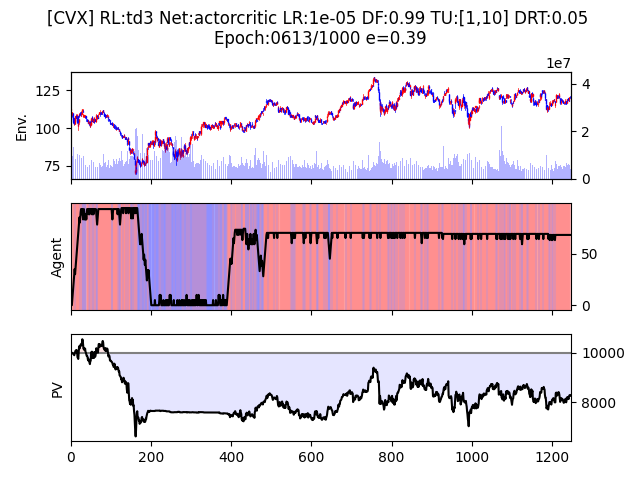 [CVX] RL:td3 Net:actorcritic LR:1e-05 DF:0.99 TU:[1,10] DRT:0.05
Epoch:0613/1000 e=0.39
1e7
Env.
125
100
75
4
2
0
Agent
50
0
PV
10000
8000
0 200 400 600 800 1000 1200